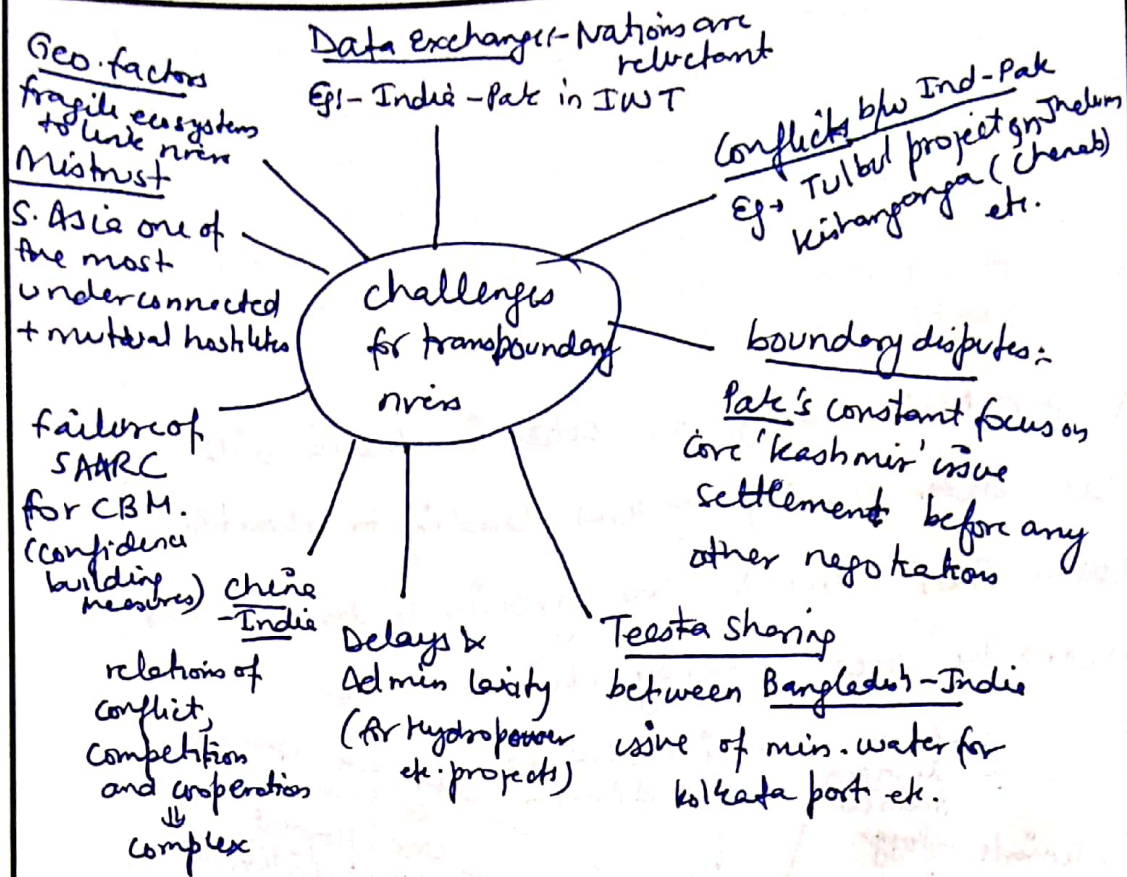 Geo. factors
fragile ecosystems
to link rivers
Mistrust
S. Asia one of
the most
underconnected
+ mutual hostilites
failure of
SAARC
for CBM.
(confidence
building
measures)
China
-India
relations of
conflict,
competition
and cooperation
⇓
complex
Data exchange:- Nations are
reluctant
Eg:- India - Pak in IWT
Conflicts b/w Ind-Pak
Eg → Tulbul project on Jhelum
Kishanganga (Chenab)
etc.
challenges
for transboundary
rivers
boundary disputes:-
Pak's constant focus on
core 'Kashmir' issue
settlement before any
other negotiations
Delays &
Admin laxity
(for Hydropower
etc. projects)
Teesta Sharing
between Bangladesh - India
issue of min. water for
Kolkata port etc.